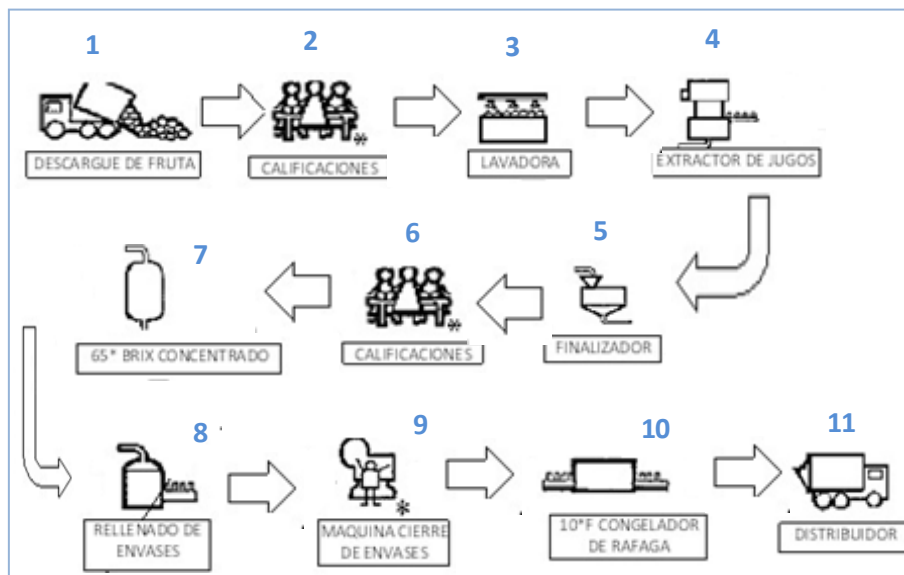 1
2
3
4
DESCARGUE DE FRUTA
CALIFICACIONES
LAVADORA
EXTRACTOR DE JUGOS
7
6
5
65° BRIX CONCENTRADO
CALIFICACIONES
FINALIZADOR
8
9
10
11
RELLENADO DE
ENVASES
MAQUINA CIERRE
DE ENVASES
10°F CONGELADOR
DE RAFAGA
DISTRIBUIDOR